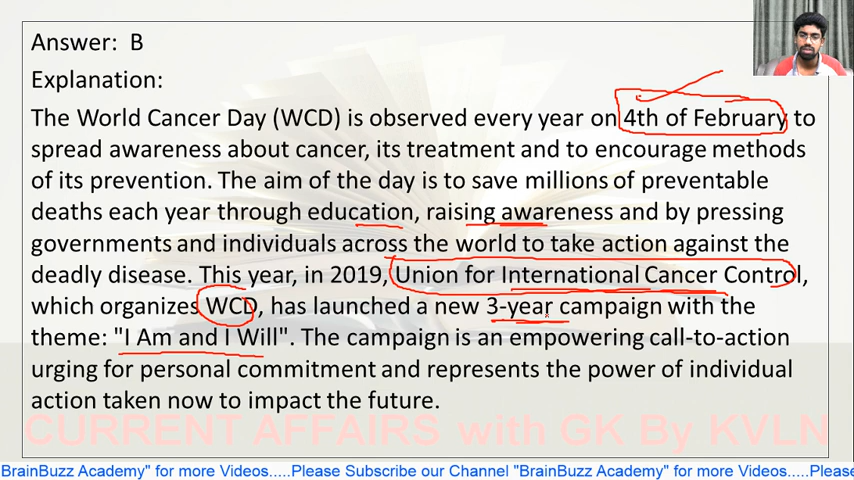 Answer:  B
Explanation:
The World Cancer Day (WCD) is observed every year on 4th of February to
spread awareness about cancer, its treatment and to encourage methods
of its prevention. The aim of the day is to save millions of preventable
deaths each year through education, raising awareness and by pressing
governments and individuals across the world to take action against the
deadly disease. This year, in 2019, Union for International Cancer Control,
which organizes WCD, has launched a new 3-year campaign with the
theme: "I Am and I Will". The campaign is an empowering call-to-action
urging for personal commitment and represents the power of individual
action taken now to impact the future.
CURRENT AFFAIRS with GK By KVLN
BrainBuzz Academy" for more Videos.....Please Subscribe our Channel "BrainBuzz Academy" for more Videos.....Please